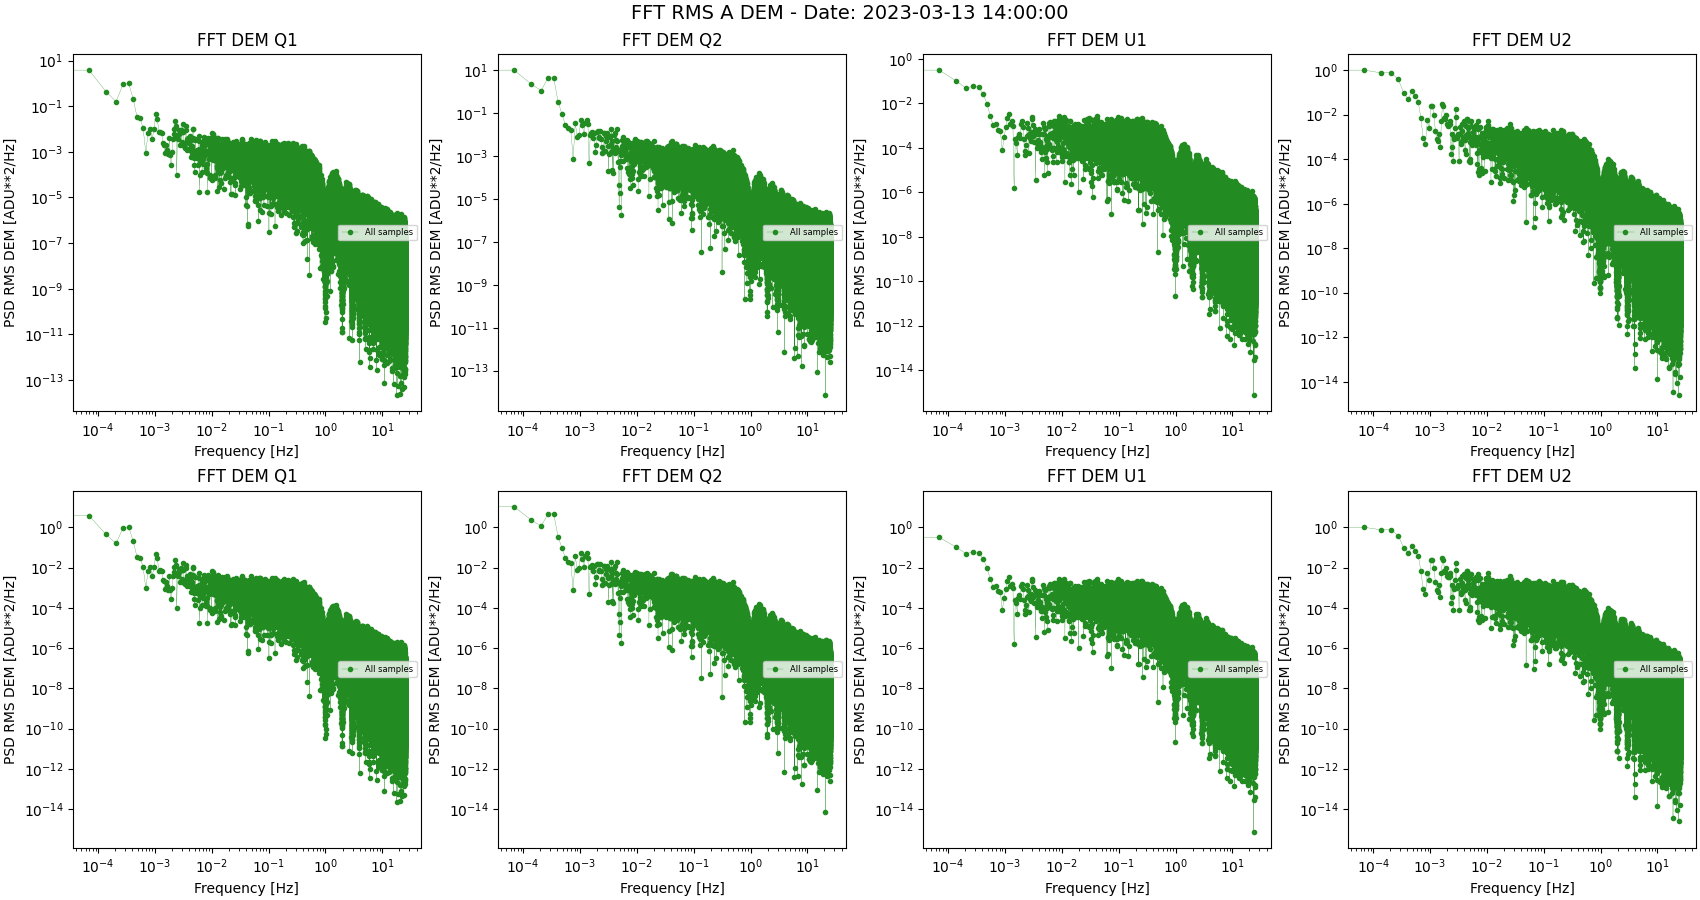 FFT RMS A DEM - Date: 2023-03-13 14:00:00
FFT DEM Q1
PSD RMS DEM [ADU**2/Hz]
10^1
10^-1
10^-3
10^-5
10^-7
10^-9
10^-11
10^-13
All samples
10^-4 10^-3 10^-2 10^-1 10^0 10^1
Frequency [Hz]
FFT DEM Q2
PSD RMS DEM [ADU**2/Hz]
10^1
10^-1
10^-3
10^-5
10^-7
10^-9
10^-11
10^-13
All samples
10^-4 10^-3 10^-2 10^-1 10^0 10^1
Frequency [Hz]
FFT DEM U1
PSD RMS DEM [ADU**2/Hz]
10^0
10^-2
10^-4
10^-6
10^-8
10^-10
10^-12
10^-14
All samples
10^-4 10^-3 10^-2 10^-1 10^0 10^1
Frequency [Hz]
FFT DEM U2
PSD RMS DEM [ADU**2/Hz]
10^0
10^-2
10^-4
10^-6
10^-8
10^-10
10^-12
10^-14
All samples
10^-4 10^-3 10^-2 10^-1 10^0 10^1
Frequency [Hz]
FFT DEM Q1
PSD RMS DEM [ADU**2/Hz]
10^0
10^-2
10^-4
10^-6
10^-8
10^-10
10^-12
10^-14
All samples
10^-4 10^-3 10^-2 10^-1 10^0 10^1
Frequency [Hz]
FFT DEM Q2
PSD RMS DEM [ADU**2/Hz]
10^0
10^-2
10^-4
10^-6
10^-8
10^-10
10^-12
10^-14
All samples
10^-4 10^-3 10^-2 10^-1 10^0 10^1
Frequency [Hz]
FFT DEM U1
PSD RMS DEM [ADU**2/Hz]
10^0
10^-2
10^-4
10^-6
10^-8
10^-10
10^-12
10^-14
All samples
10^-4 10^-3 10^-2 10^-1 10^0 10^1
Frequency [Hz]
FFT DEM U2
PSD RMS DEM [ADU**2/Hz]
10^0
10^-2
10^-4
10^-6
10^-8
10^-10
10^-12
10^-14
All samples
10^-4 10^-3 10^-2 10^-1 10^0 10^1
Frequency [Hz]